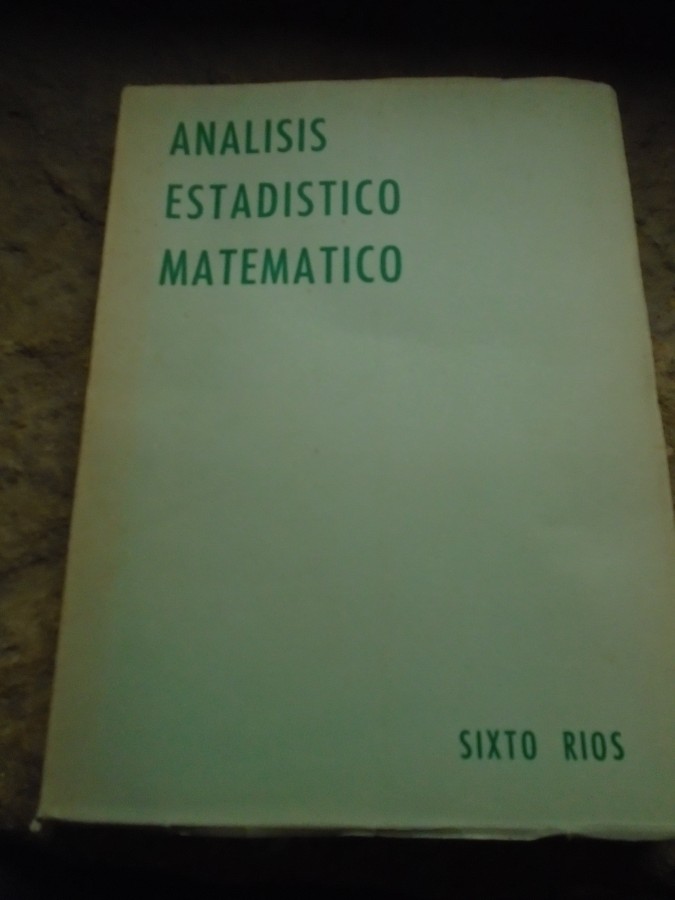 ANALISIS
ESTADISTICO
MATEMATICO
SIXTO RIOS